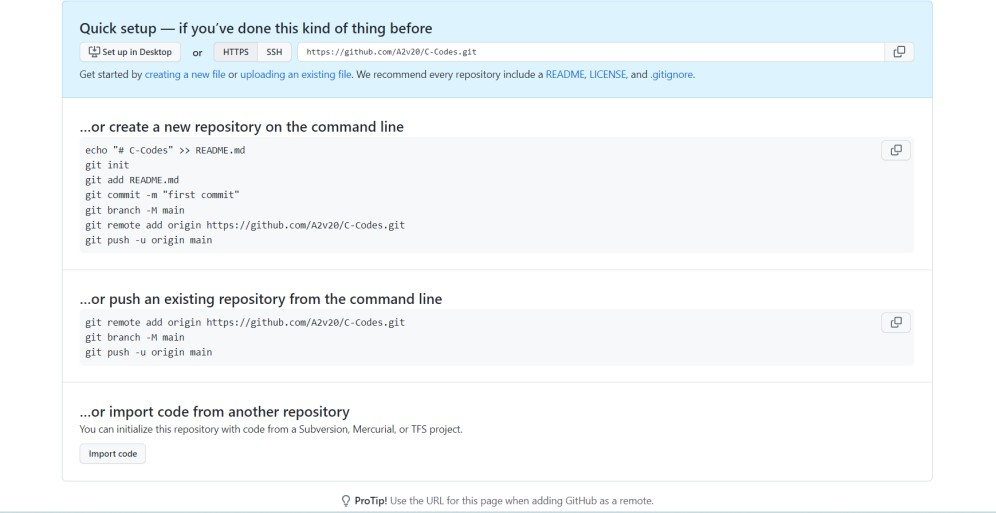 Quick setup — if you’ve done this kind of thing before
Set up in Desktop or HTTPS SSH https://github.com/A2v20/C-Codes.git
Get started by creating a new file or uploading an existing file. We recommend every repository include a README, LICENSE, and .gitignore.
…or create a new repository on the command line
echo "# C-Codes" >> README.md
git init
git add README.md
git commit -m "first commit"
git branch -M main
git remote add origin https://github.com/A2v20/C-Codes.git
git push -u origin main
…or push an existing repository from the command line
git remote add origin https://github.com/A2v20/C-Codes.git
git branch -M main
git push -u origin main
…or import code from another repository
You can initialize this repository with code from a Subversion, Mercurial, or TFS project.
Import code
ProTip! Use the URL for this page when adding GitHub as a remote.